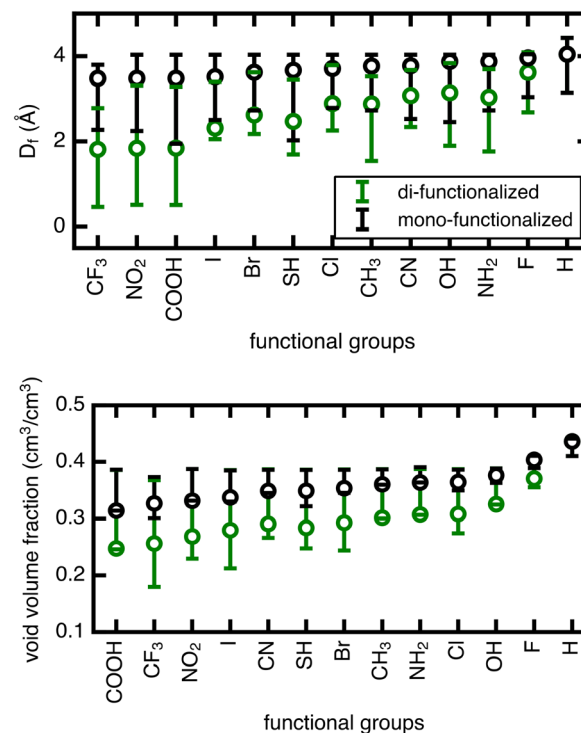 D_f (Å)
4
2
0
di-functionalized
mono-functionalized
CF₃
NO₂
COOH
I
Br
SH
Cl
CH₃
CN
OH
NH₂
F
H
functional groups
void volume fraction (cm³/cm³)
0.5
0.4
0.3
0.2
0.1
COOH
CF₃
NO₂
I
CN
SH
Br
CH₃
NH₂
Cl
OH
F
H
functional groups